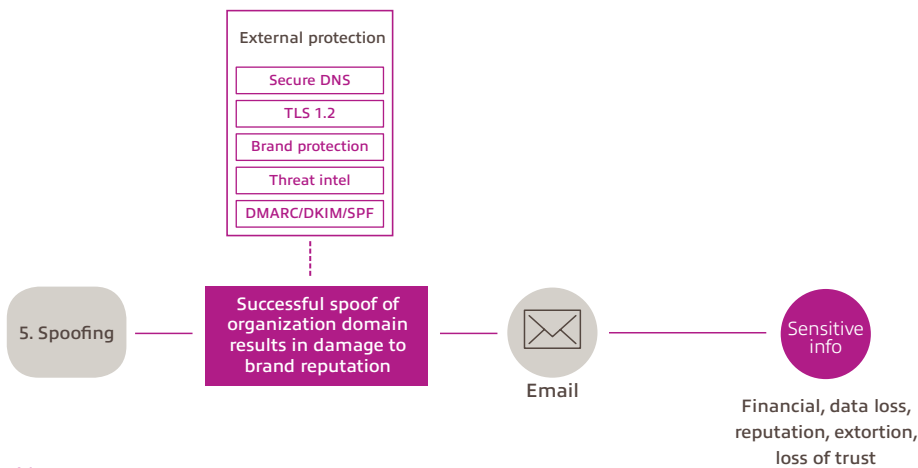 External protection
Secure DNS
TLS 1.2
Brand protection
Threat intel
DMARC/DKIM/SPF
5. Spoofing
Successful spoof of
organization domain
results in damage to
brand reputation
Email
Sensitive
info
Financial, data loss,
reputation, extortion,
loss of trust